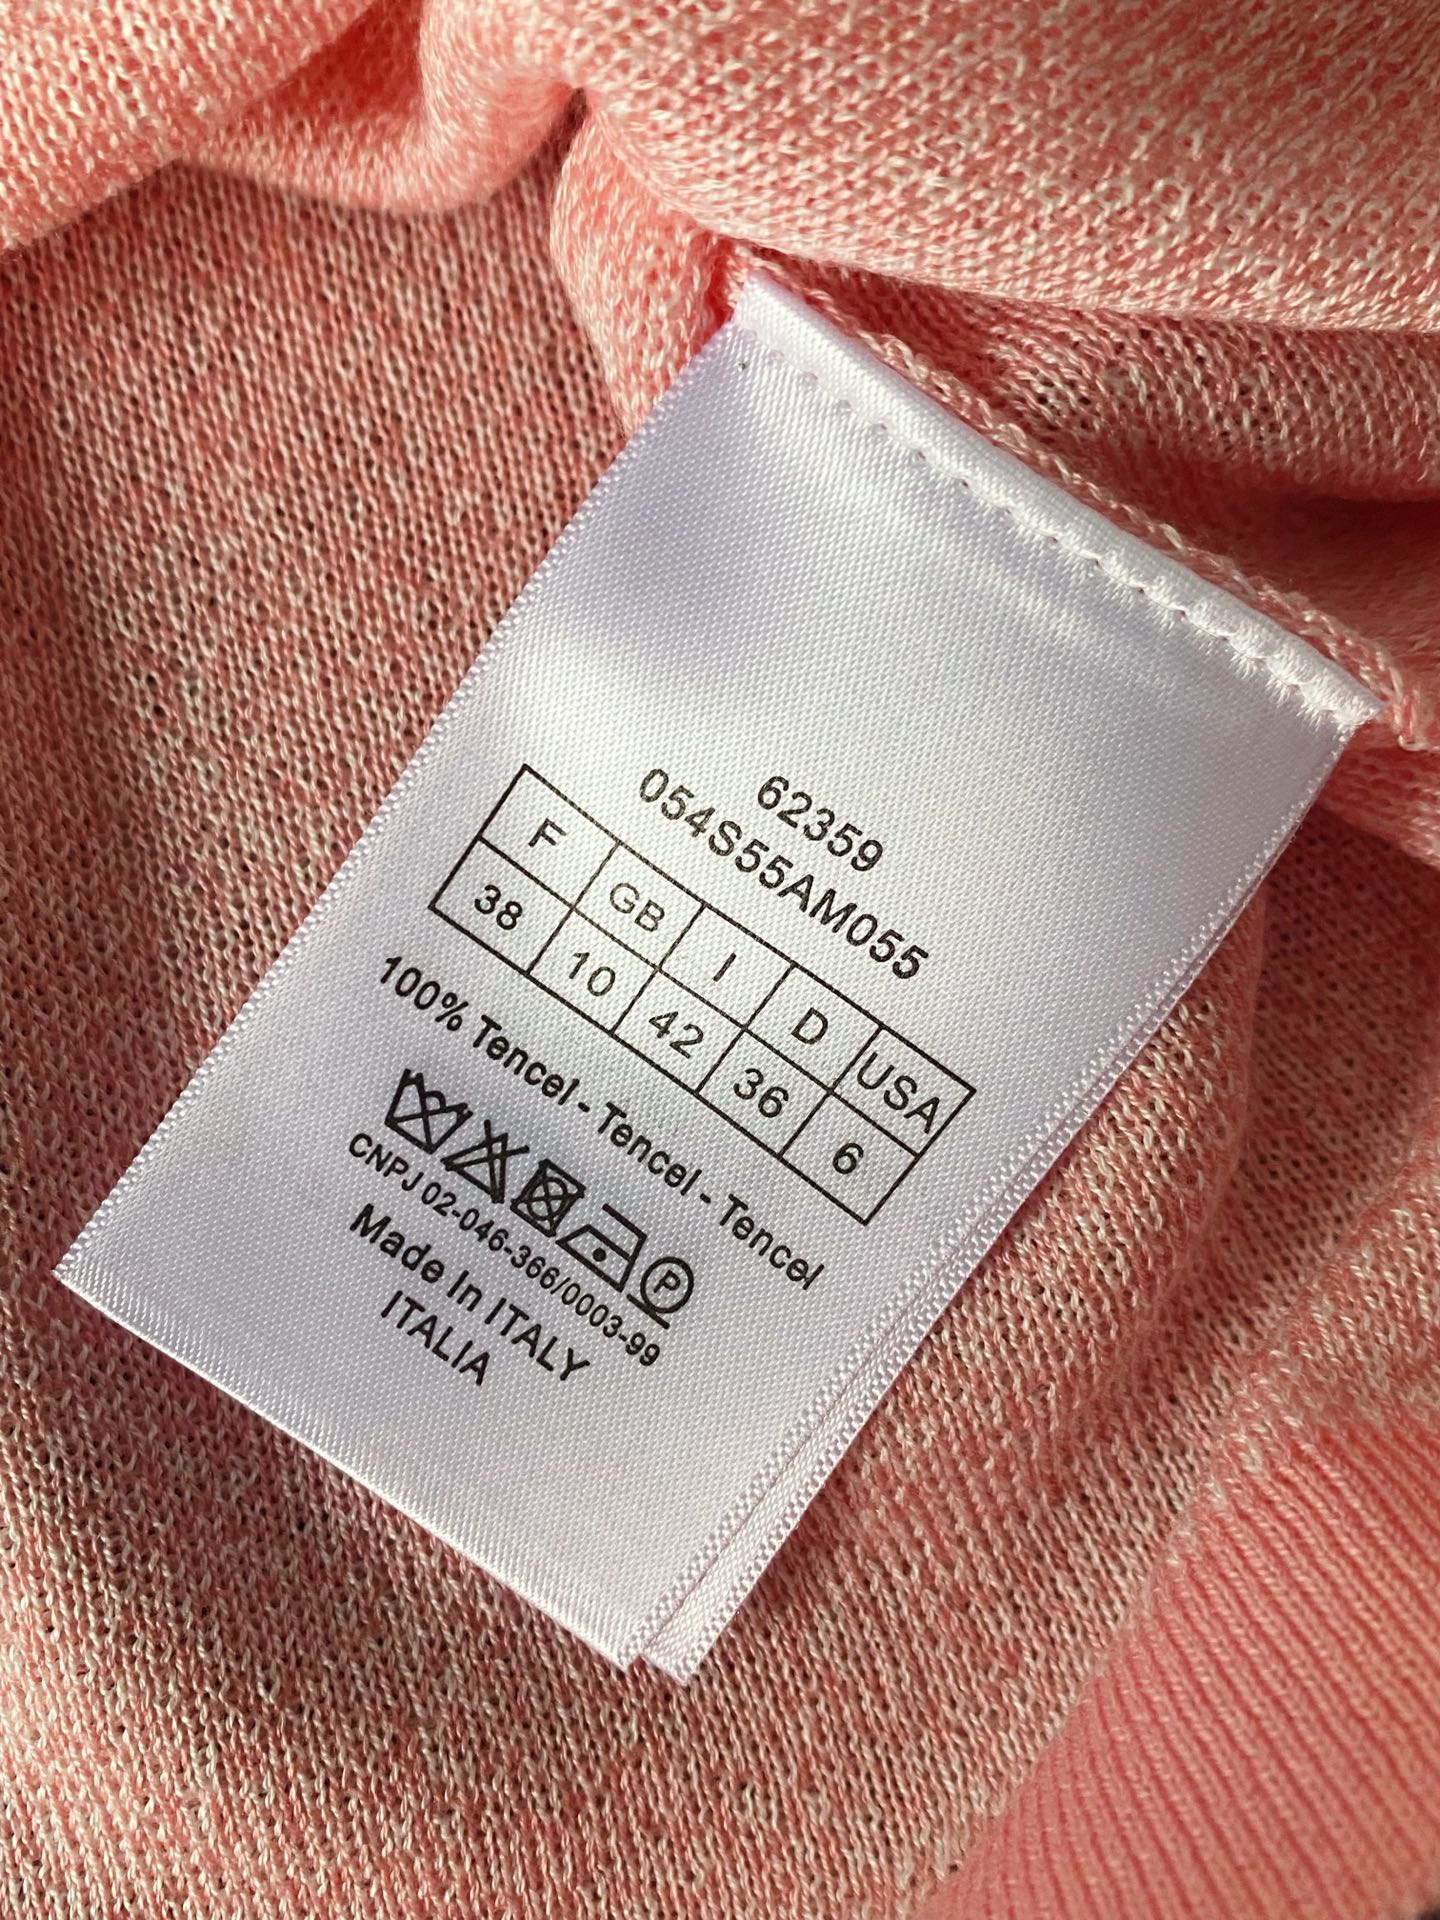 62359
054S55AM055
F GB I D USA
38 10 42 36 6
100% Tencel - Tencel - Tencel - Tencel
P
CNPJ 02-046-366/0003-99
Made In ITALY
ITALIA